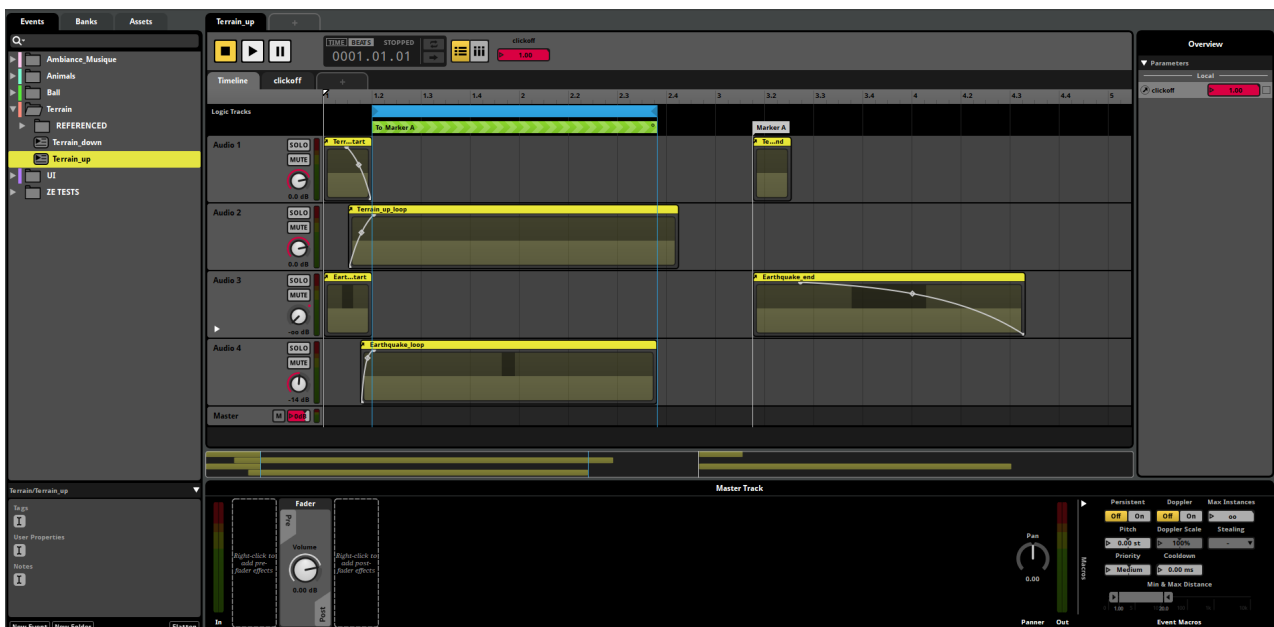 Events Banks Assets
Ambiance_Musique
Animals
Ball
Terrain
REFERENCED
Terrain_down
Terrain_up
UI
ZE TESTS
Terrain_up +
TIME BEATS STOPPED
0001.01.01
clickoff
1.00
Timeline clickoff +
1 1.2 1.3 1.4 2 2.2 2.3 2.4 3 3.2 3.3 3.4 4 4.2 4.3 4.4 5
Logic Tracks
To Marker A
Marker A
Audio 1
SOLO
MUTE
0.0 dB
Terr...tart
Te...nd
Audio 2
SOLO
MUTE
0.0 dB
Terrain_up_loop
Audio 3
SOLO
MUTE
-oo dB
Eart...tart
Earthquake_end
Audio 4
SOLO
MUTE
-14 dB
Earthquake_loop
Master M
Overview
Parameters
Local
clickoff 1.00
Terrain/Terrain_up
Tags
User Properties
Notes
New Event New Folder Flatten
Master Track
In
Right-click to add pre-fader effects
Fader
Pre
Volume
0.00 dB
Post
Right-click to add post-fader effects
Pan
0.00
Panner Out
Macros
Persistent Doppler Max Instances
Off On Off On oo
Pitch Doppler Scale Stealing
0.00 st 100% -
Priority Cooldown
Medium 0.00 ms
Min & Max Distance
1.00 20.0
Event Macros